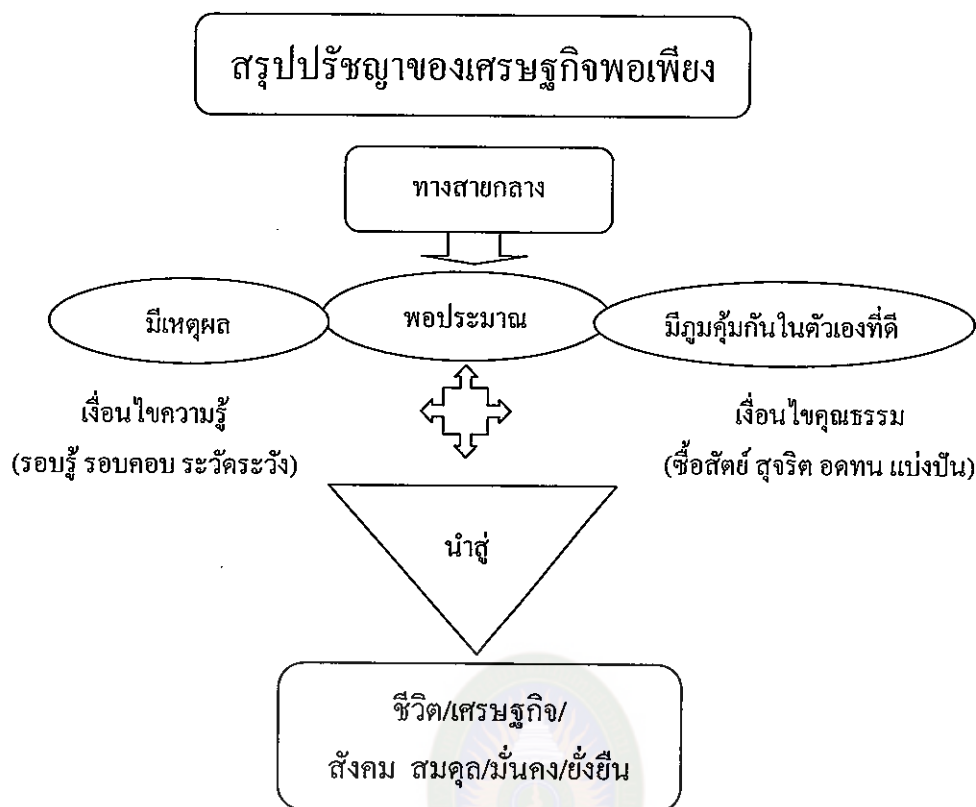 สรุปปรัชญาของเศรษฐกิจพอเพียง
ทางสายกลาง
มีเหตุผล
พอประมาณ
มีภูมคุ้มกันในตัวเองที่ดี
เงื่อนไขความรู้
(รอบรู้ รอบคอบ ระวัดระวัง)
เงื่อนไขคุณธรรม
(ซื้อสัตย์ สุจริต อดทน แบ่งปัน)
นำสู่
ชีวิต/เศรษฐกิจ/
สังคม สมดุล/มั่นคง/ยั่งยืน